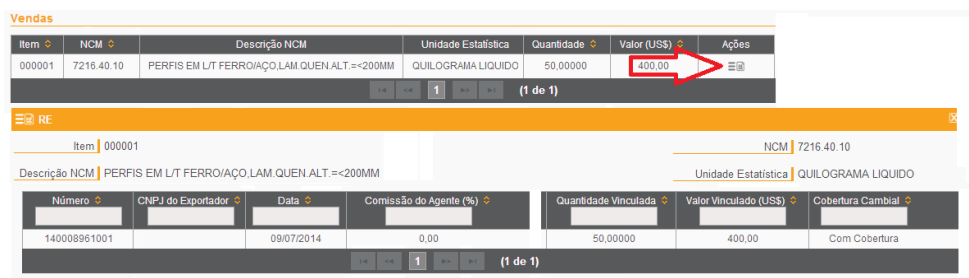 Vendas
Item NCM Descrição NCM Unidade Estatística Quantidade Valor (US$) Ações
000001 7216.40.10 PERFIS EM L/T FERRO/AÇO,LAM.QUEN.ALT.=<200MM QUILOGRAMA LIQUIDO 50,00000 400,00
1 (1 de 1)
RE
Item 000001 NCM 7216.40.10
Descrição NCM PERFIS EM L/T FERRO/AÇO,LAM.QUEN.ALT.=<200MM Unidade Estatística QUILOGRAMA LIQUIDO
Número CNPJ do Exportador Data Comissão do Agente (%) Quantidade Vinculada Valor Vinculado (US$) Cobertura Cambial
140008961001 09/07/2014 0,00 50,00000 400,00 Com Cobertura
1 (1 de 1)